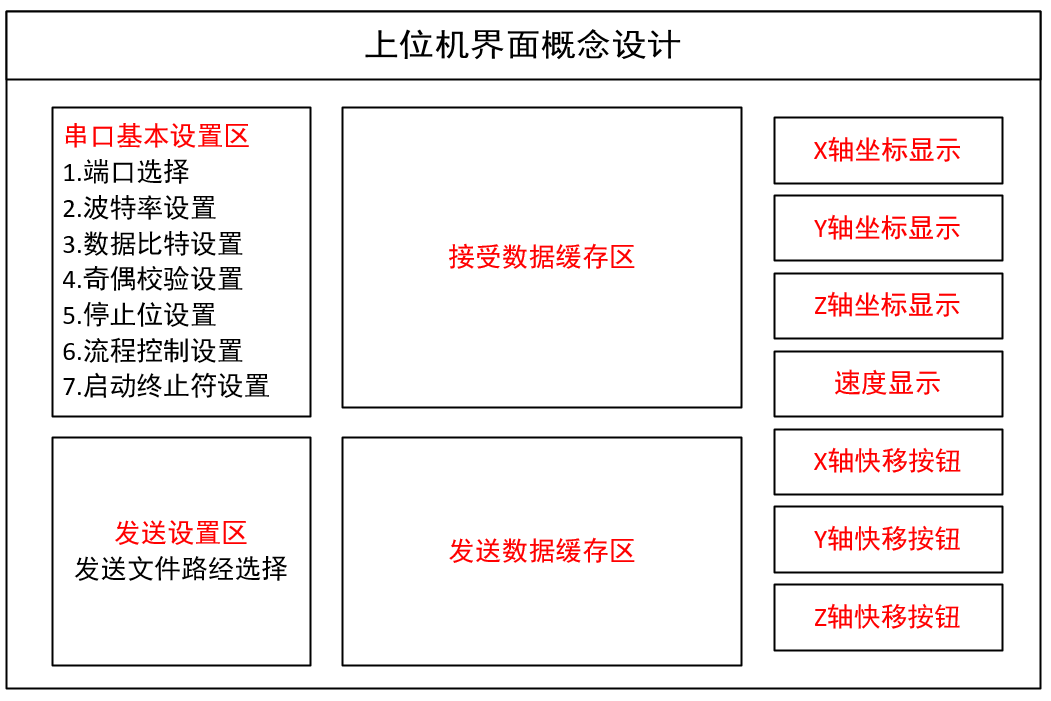 上位机界面概念设计
串口基本设置区
1.端口选择
2.波特率设置
3.数据比特设置
4.奇偶校验设置
5.停止位设置
6.流程控制设置
7.启动终止符设置
发送设置区
发送文件路经选择
接受数据缓存区
发送数据缓存区
X轴坐标显示
Y轴坐标显示
Z轴坐标显示
速度显示
X轴快移按钮
Y轴快移按钮
Z轴快移按钮